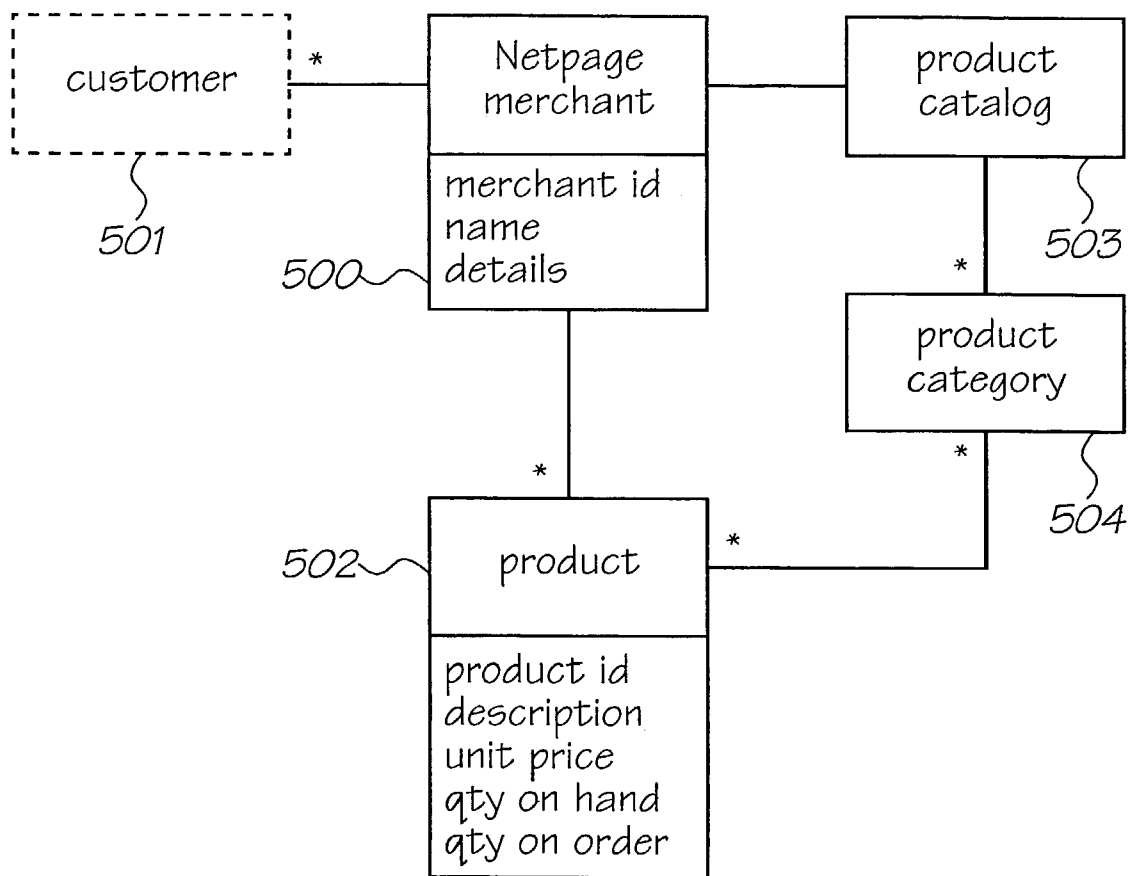 customer
*
Netpage
merchant
product
catalog
merchant id
name
details
501
500
503
*
product
category
*
504
*
502
product
*
product id
description
unit price
qty on hand
qty on order